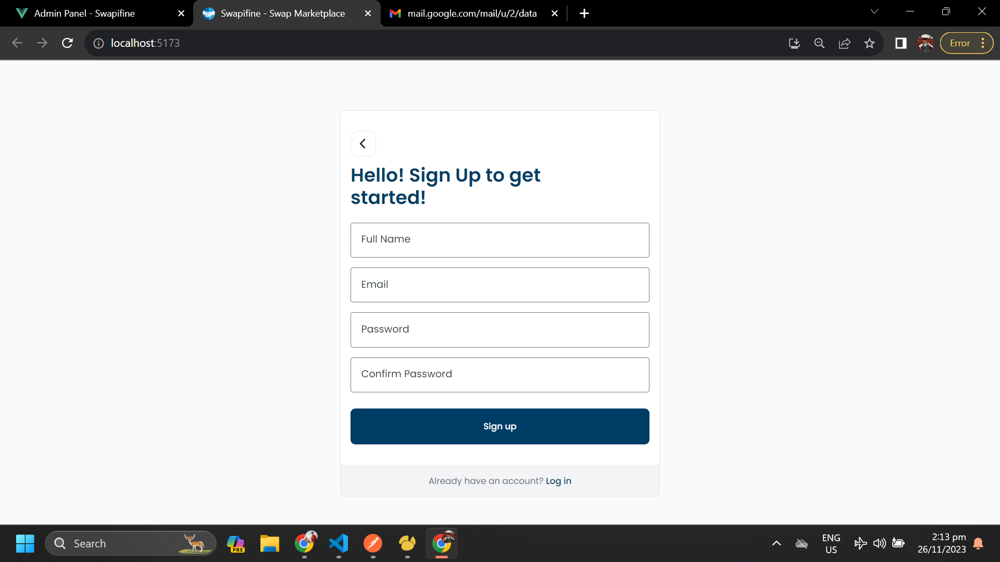 Admin Panel - Swapifine
Swapifine - Swap Marketplace
mail.google.com/mail/u/2/data
localhost:5173
Error
Hello! Sign Up to get
started!
Full Name
Email
Password
Confirm Password
Sign up
Already have an account? Log in
Search
PRE
ENG
US
2:13 pm
26/11/2023